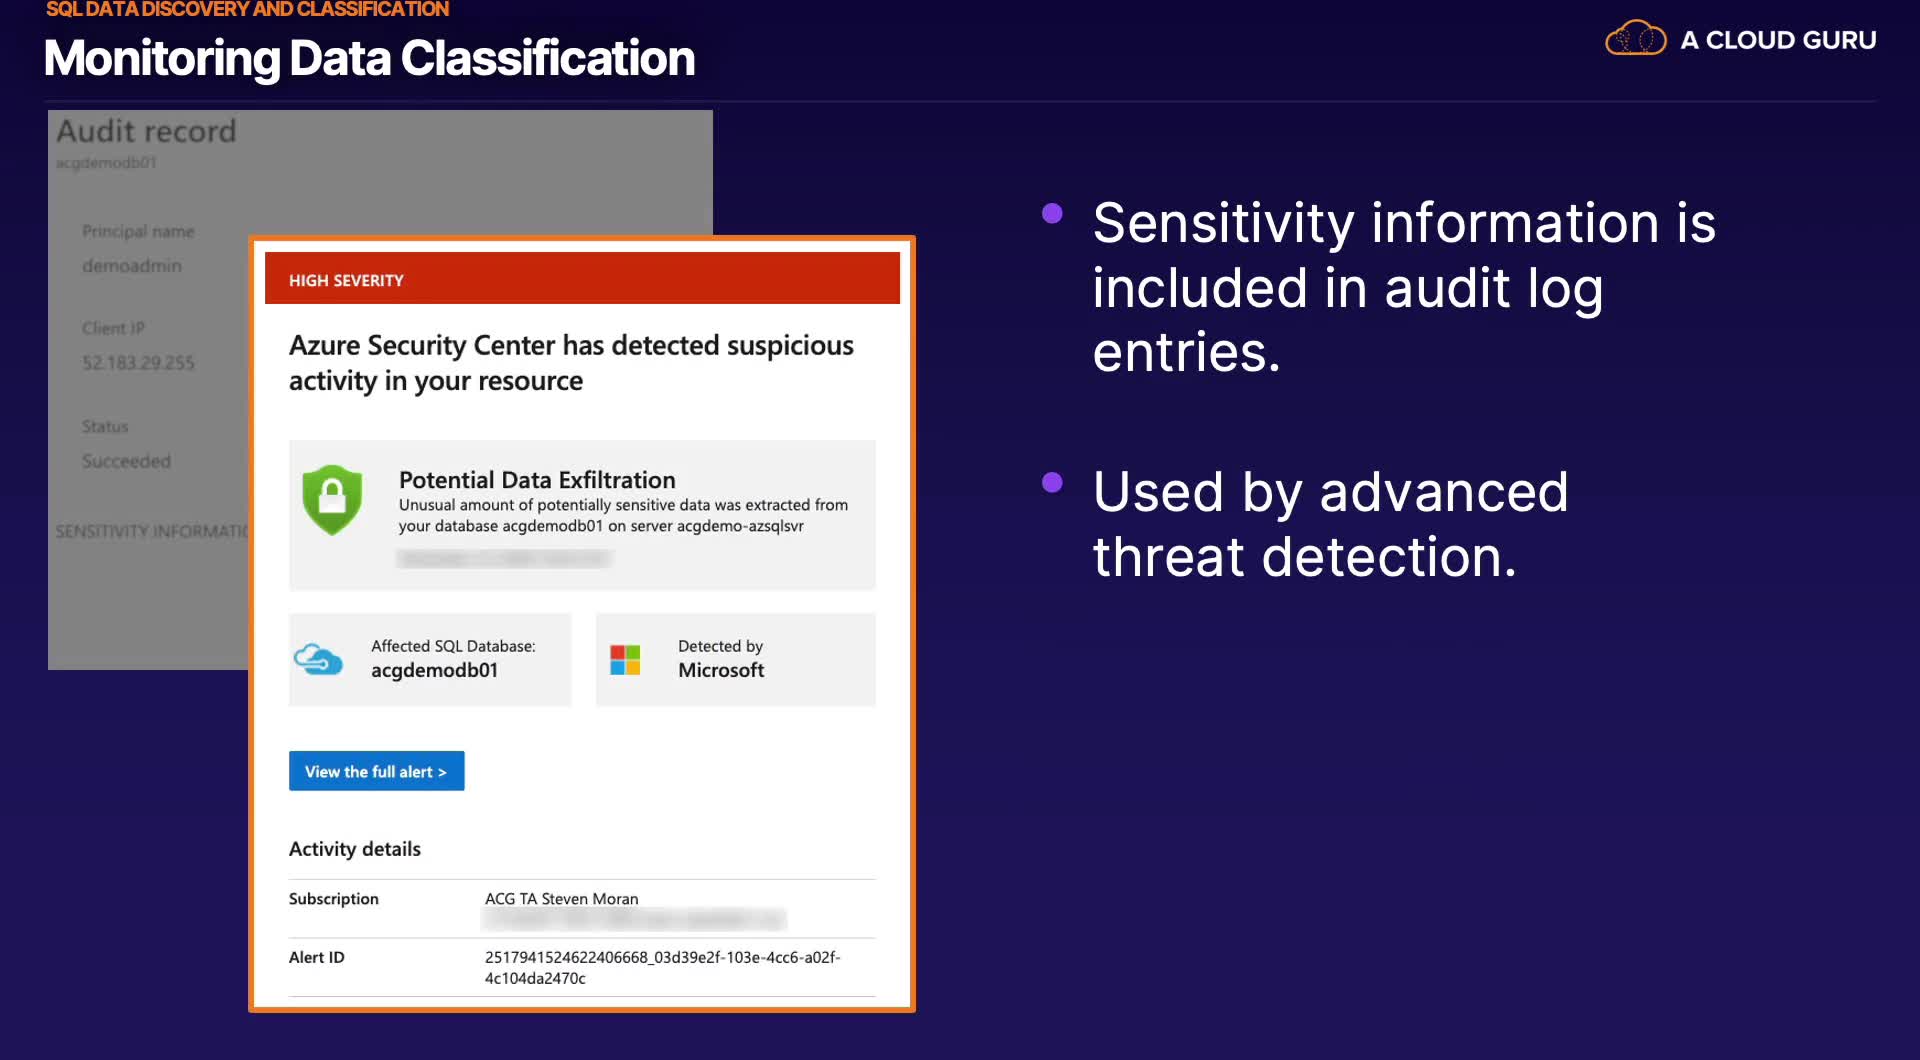 SQL DATA DISCOVERY AND CLASSIFICATION
Monitoring Data Classification
A CLOUD GURU
Audit record
acgdemodb01
Principal name
demoadmin
Client IP
52.183.29.255
Status
Succeeded
SENSITIVITY INFORMATIO
HIGH SEVERITY
Azure Security Center has detected suspicious
activity in your resource
Potential Data Exfiltration
Unusual amount of potentially sensitive data was extracted from
your database acgdemodb01 on server acgdemo-azsqlsvr
Affected SQL Database:
acgdemodb01
Detected by
Microsoft
View the full alert >
Activity details
Subscription
ACG TA Steven Moran
Alert ID
2517941524622406668_03d39e2f-103e-4cc6-a02f-
4c104da2470c
Sensitivity information is
included in audit log
entries.
Used by advanced
threat detection.